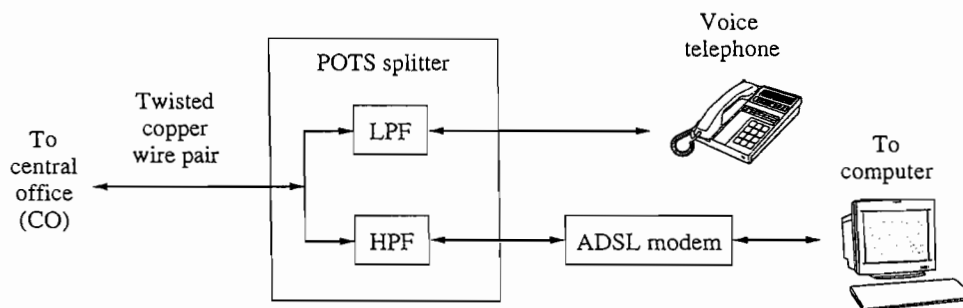 Voice
telephone
POTS splitter
Twisted
copper
wire pair
LPF
To
central
office
(CO)
To
computer
HPF
ADSL modem